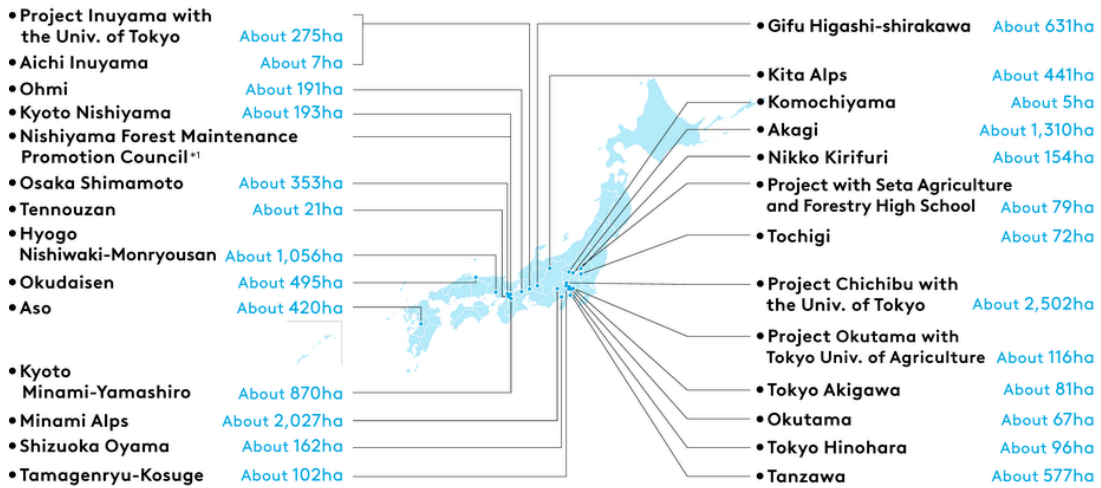 • Project Inuyama with
the Univ. of Tokyo About 275ha
• Aichi Inuyama About 7ha
• Ohmi About 191ha
• Kyoto Nishiyama About 193ha
• Nishiyama Forest Maintenance
Promotion Council*1
• Osaka Shimamoto About 353ha
• Tennouzan About 21ha
• Hyogo
Nishiwaki-Monryousan About 1,056ha
• Okudaisen About 495ha
• Aso About 420ha
• Kyoto
Minami-Yamashiro About 870ha
• Minami Alps About 2,027ha
• Shizuoka Oyama About 162ha
• Tamagenryu-Kosuge About 102ha
• Gifu Higashi-shirakawa About 631ha
• Kita Alps About 441ha
• Komochiyama About 5ha
• Akagi About 1,310ha
• Nikko Kirifuri About 154ha
• Project with Seta Agriculture
and Forestry High School About 79ha
• Tochigi About 72ha
• Project Chichibu with
the Univ. of Tokyo About 2,502ha
• Project Okutama with
Tokyo Univ. of Agriculture About 116ha
• Tokyo Akigawa About 81ha
• Okutama About 67ha
• Tokyo Hinohara About 96ha
• Tanzawa About 577ha